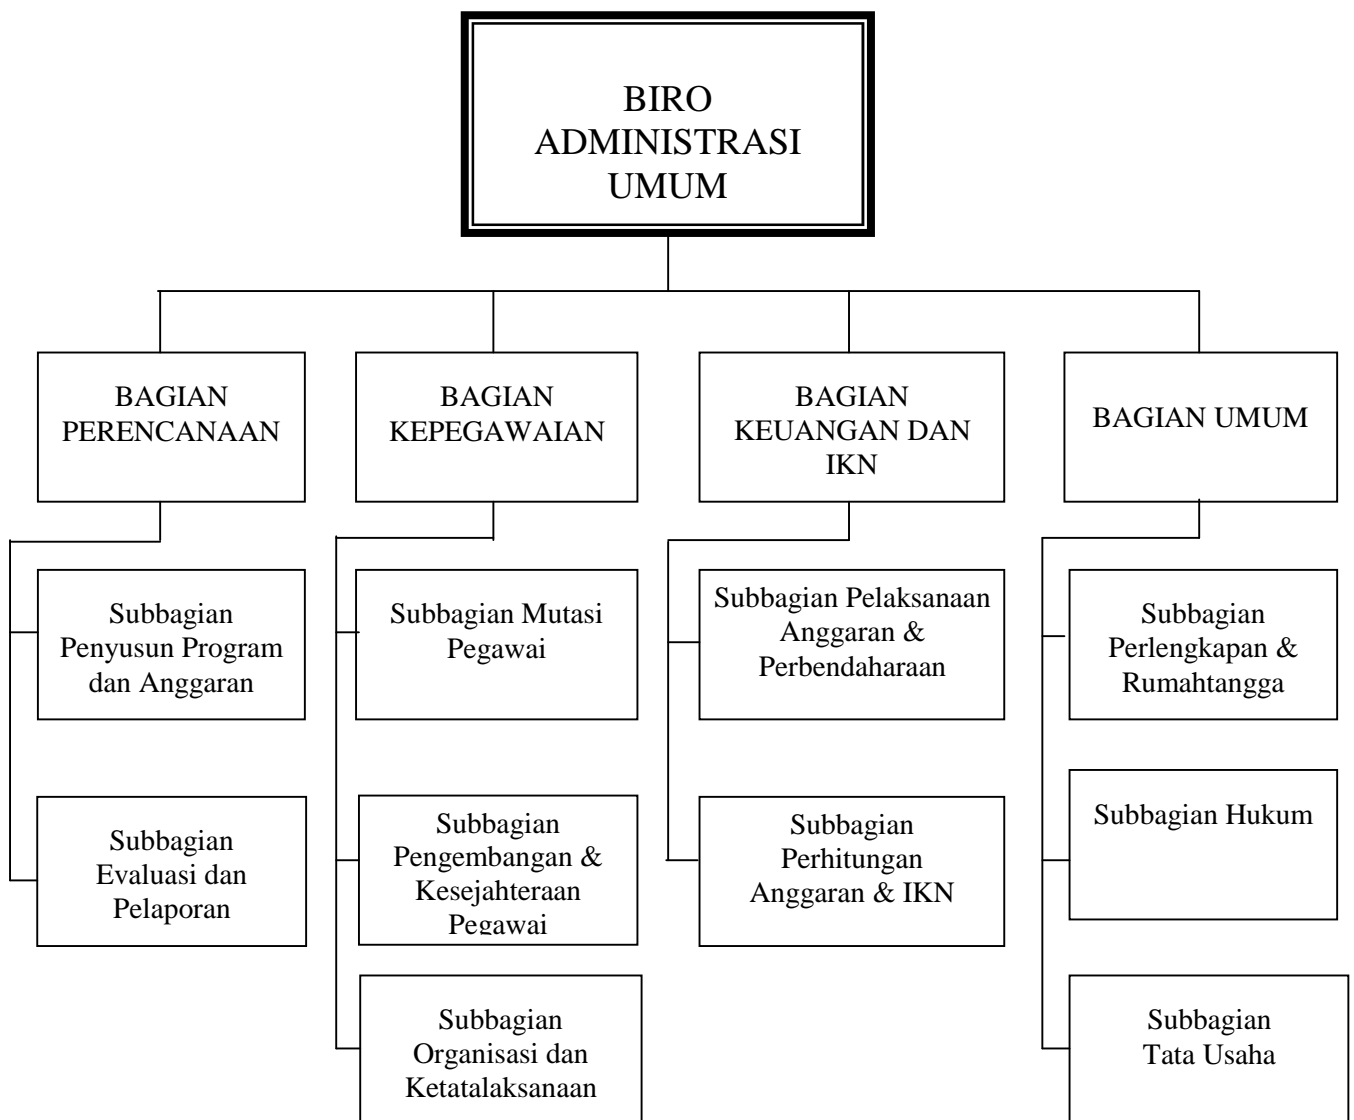 BIRO
ADMINISTRASI
UMUM
BAGIAN
PERENCANAAN
BAGIAN
KEPEGAWAIAN
BAGIAN
KEUANGAN DAN
IKN
BAGIAN UMUM
Subbagian
Penyusun Program
dan Anggaran
Subbagian Mutasi
Pegawai
Subbagian Pelaksanaan
Anggaran &
Perbendaharaan
Subbagian
Perlengkapan &
Rumahtangga
Subbagian
Evaluasi dan
Pelaporan
Subbagian
Pengembangan &
Kesejahteraan
Pegawai
Subbagian
Perhitungan
Anggaran & IKN
Subbagian Hukum
Subbagian
Organisasi dan
Ketatalaksanaan
Subbagian
Tata Usaha